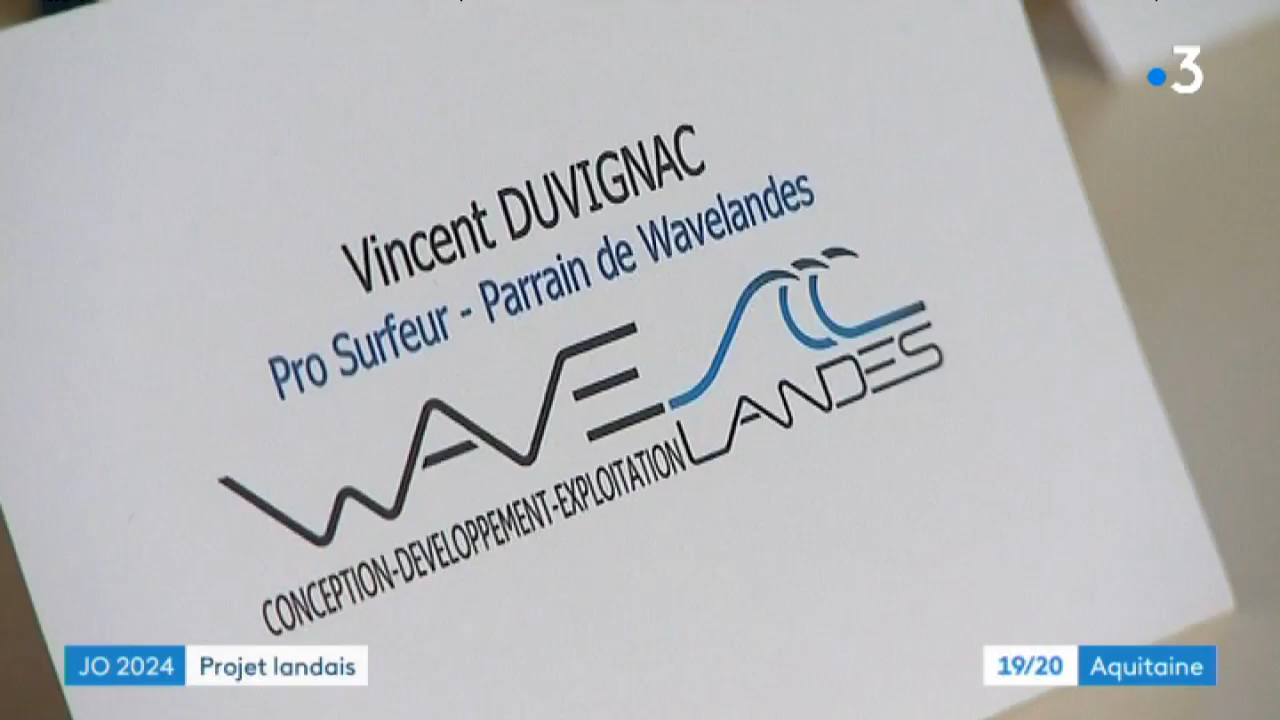 3
Vincent DUVIGNAC
Pro Surfeur - Parrain de Wavelandes
WAVE
LANDES
CONCEPTION-DEVELOPPEMENT-EXPLOITATION
JO 2024 Projet landais
19/20 Aquitaine